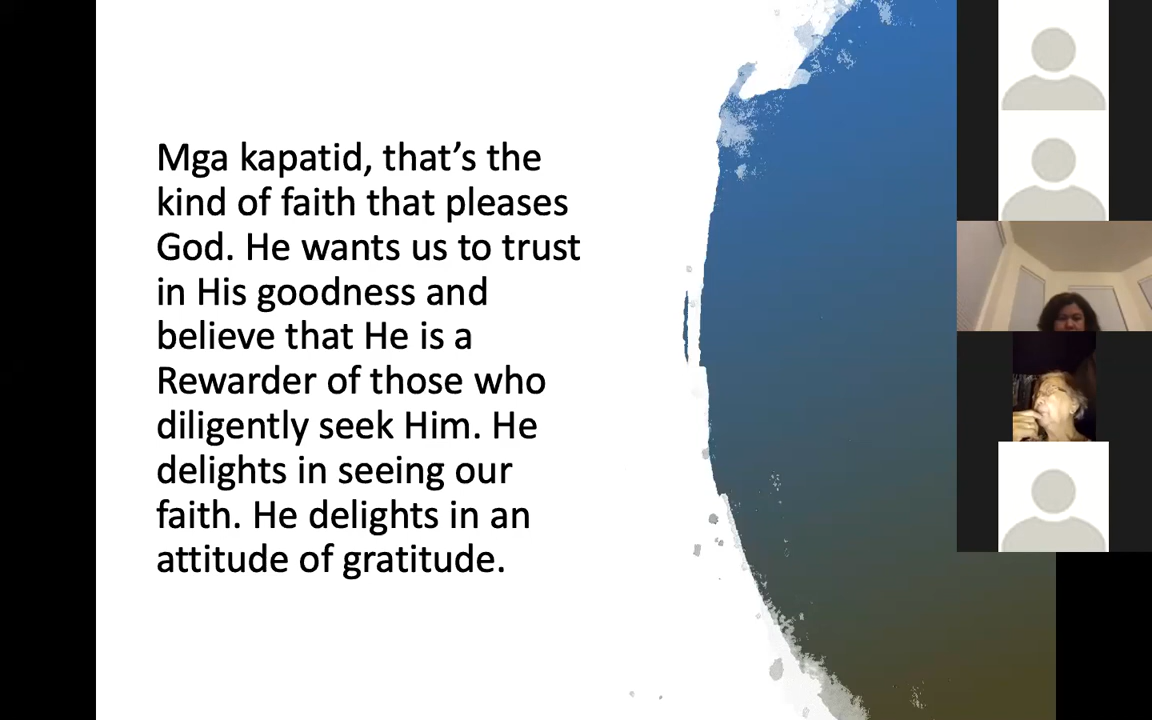 Mga kapatid, that’s the
kind of faith that pleases
God. He wants us to trust
in His goodness and
believe that He is a
Rewarder of those who
diligently seek Him. He
delights in seeing our
faith. He delights in an
attitude of gratitude.